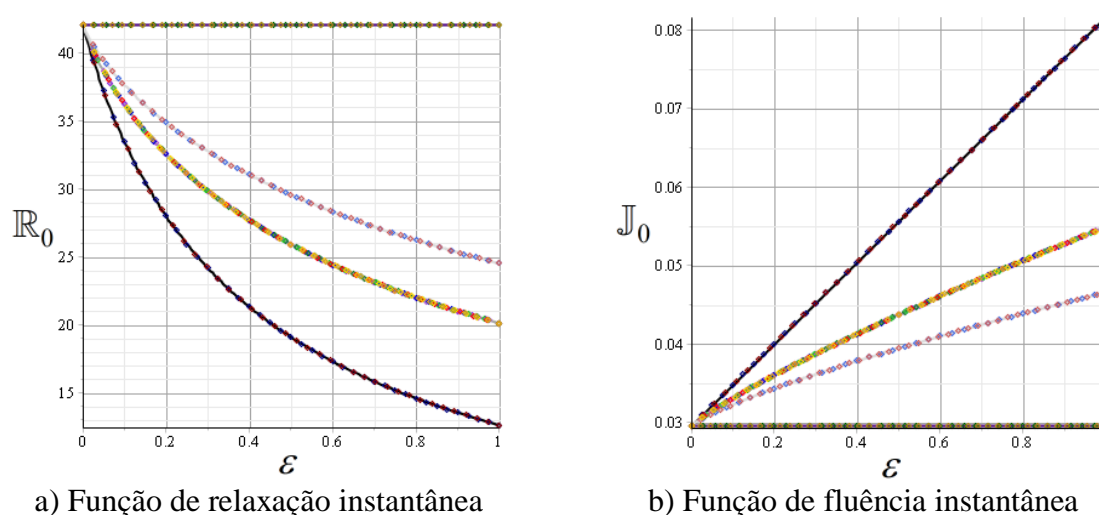 40
35
30
25
20
15
ℝ₀
0 0.2 0.4 0.6 0.8 1
ε
a) Função de relaxação instantânea
0.08
0.07
0.06
0.05
0.04
0.03
𝕁₀
0 0.2 0.4 0.6 0.8
ε
b) Função de fluência instantânea